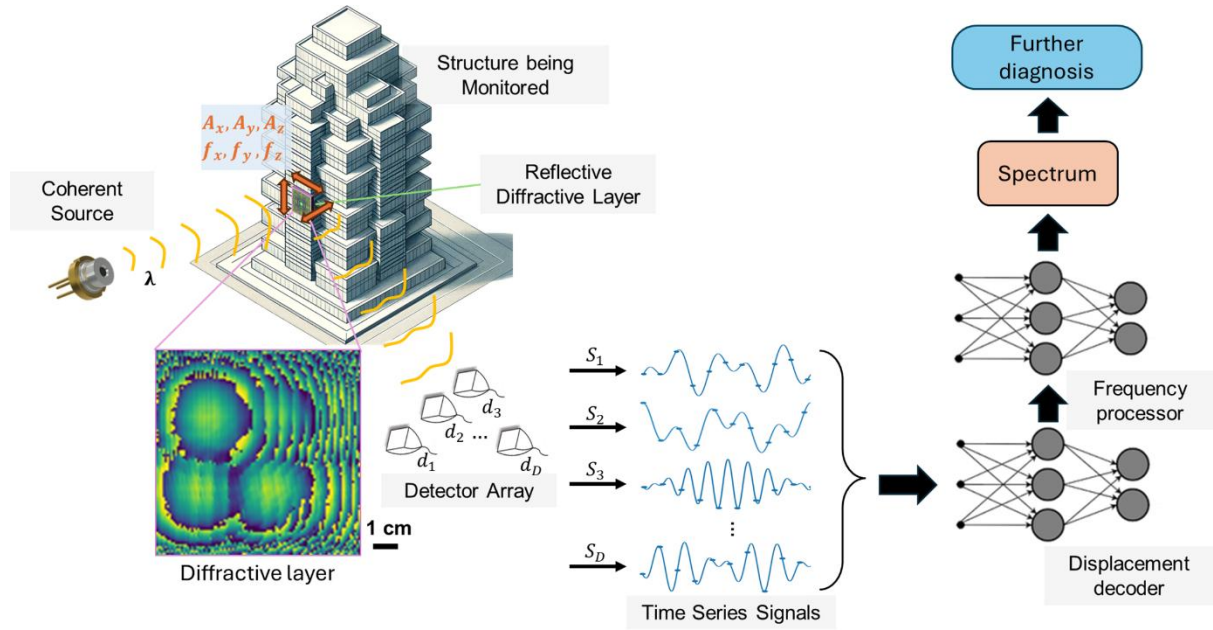 Structure being
Monitored
A_x, A_y, A_z
f_x, f_y, f_z
Coherent
Source
λ
Reflective
Diffractive Layer
Diffractive layer
1 cm
d_1
d_2
d_3
...
d_D
Detector Array
S_1
S_2
S_3
⋮
S_D
Time Series Signals
Further
diagnosis
Spectrum
Frequency
processor
Displacement
decoder